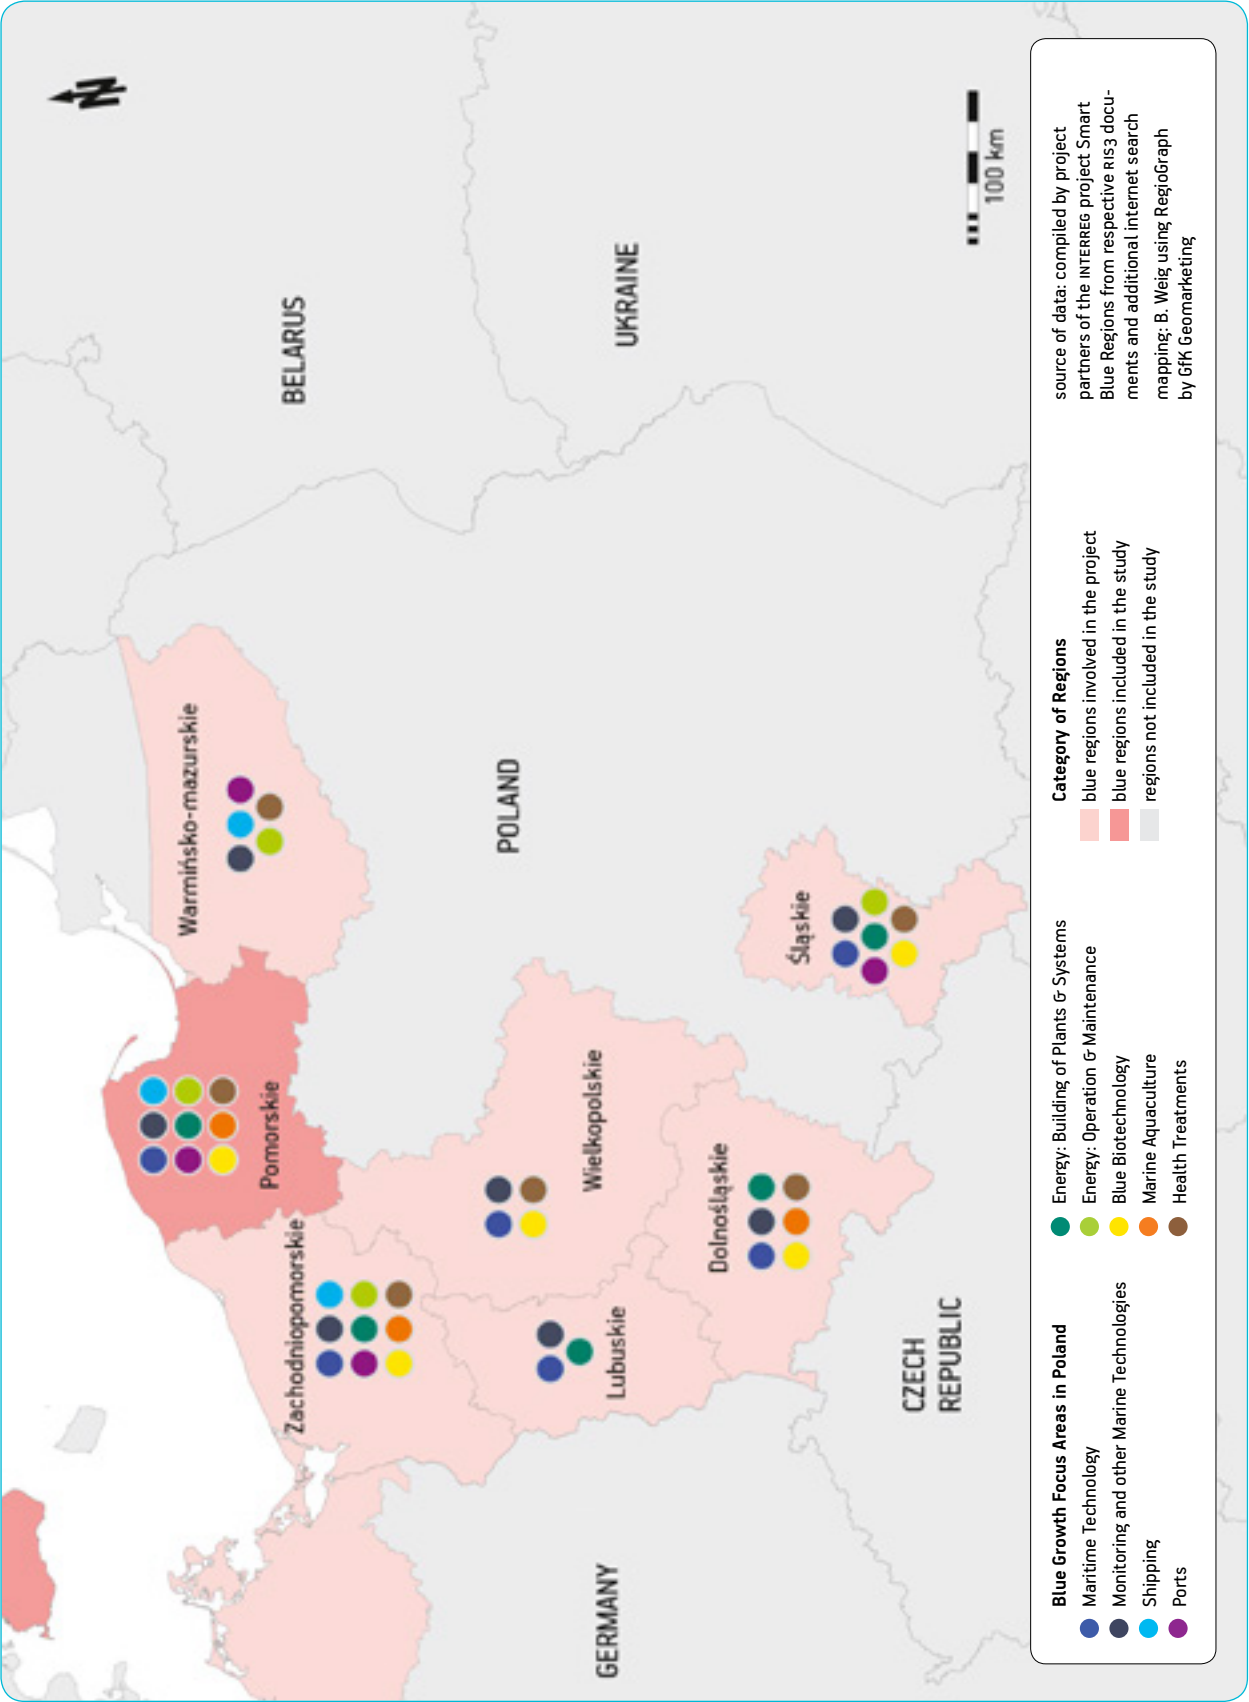 N
BELARUS
UKRAINE
Warmińsko-mazurskie
POLAND
Pomorskie
Śląskie
Wielkopolskie
Zachodniopomorskie
Dolnośląskie
Lubuskie
CZECH
REPUBLIC
GERMANY
100 km
Blue Growth Focus Areas in Poland
Maritime Technology
Monitoring and other Marine Technologies
Shipping
Ports
Energy: Building of Plants & Systems
Energy: Operation & Maintenance
Blue Biotechnology
Marine Aquaculture
Health Treatments
Category of Regions
blue regions involved in the project
blue regions included in the study
regions not included in the study
source of data: compiled by project
partners of the INTERREG project Smart
Blue Regions from respective RIS3 docu-
ments and additional internet search
mapping: B. Weig using RegioGraph
by GfK Geomarketing